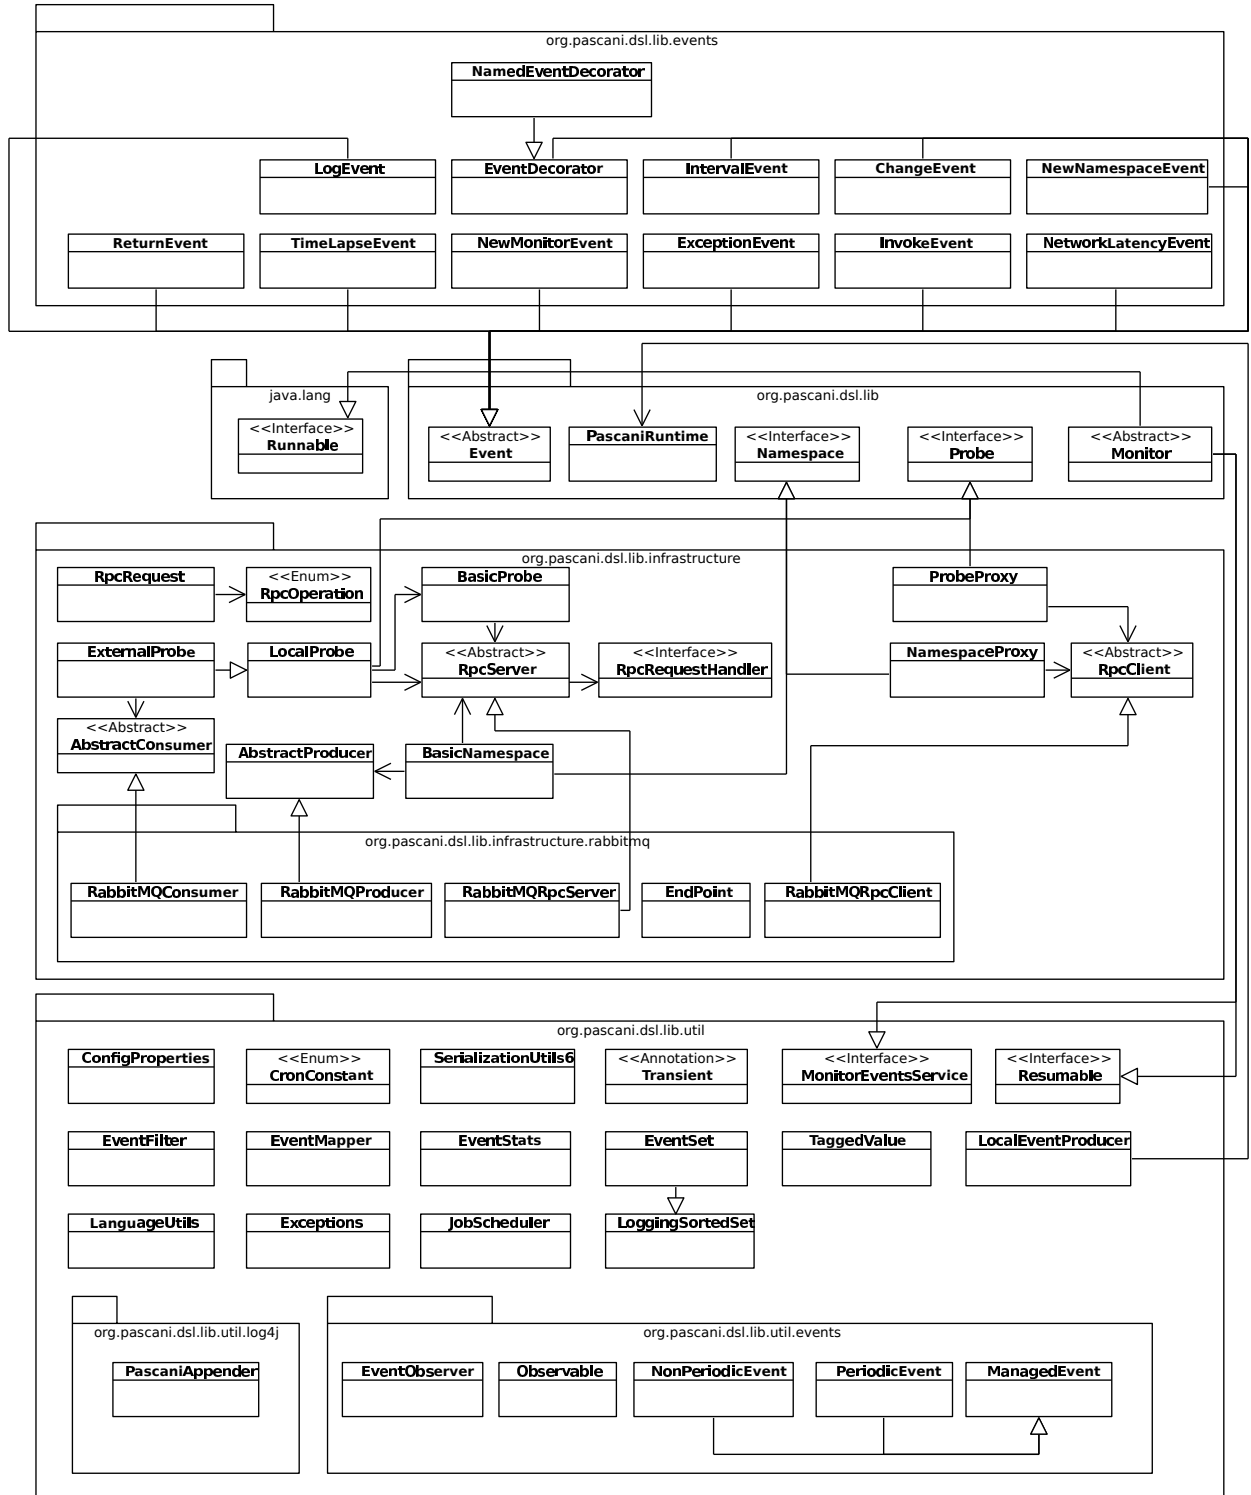 org.pascani.dsl.lib.events
NamedEventDecorator
LogEvent
EventDecorator
IntervalEvent
ChangeEvent
NewNamespaceEvent
ReturnEvent
TimeLapseEvent
NewMonitorEvent
ExceptionEvent
InvokeEvent
NetworkLatencyEvent
java.lang
<<Interface>>
Runnable
org.pascani.dsl.lib
<<Abstract>>
Event
PascaniRuntime
<<Interface>>
Namespace
<<Interface>>
Probe
<<Abstract>>
Monitor
org.pascani.dsl.lib.infrastructure
RpcRequest
<<Enum>>
RpcOperation
BasicProbe
ProbeProxy
ExternalProbe
LocalProbe
<<Abstract>>
RpcServer
<<Interface>>
RpcRequestHandler
NamespaceProxy
<<Abstract>>
RpcClient
<<Abstract>>
AbstractConsumer
AbstractProducer
BasicNamespace
org.pascani.dsl.lib.infrastructure.rabbitmq
RabbitMQConsumer
RabbitMQProducer
RabbitMQRpcServer
EndPoint
RabbitMQRpcClient
org.pascani.dsl.lib.util
ConfigProperties
<<Enum>>
CronConstant
SerializationUtils6
<<Annotation>>
Transient
<<Interface>>
MonitorEventsService
<<Interface>>
Resumable
EventFilter
EventMapper
EventStats
EventSet
TaggedValue
LocalEventProducer
LanguageUtils
Exceptions
JobScheduler
LoggingSortedSet
org.pascani.dsl.lib.util.log4j
PascaniAppender
org.pascani.dsl.lib.util.events
EventObserver
Observable
NonPeriodicEvent
PeriodicEvent
ManagedEvent